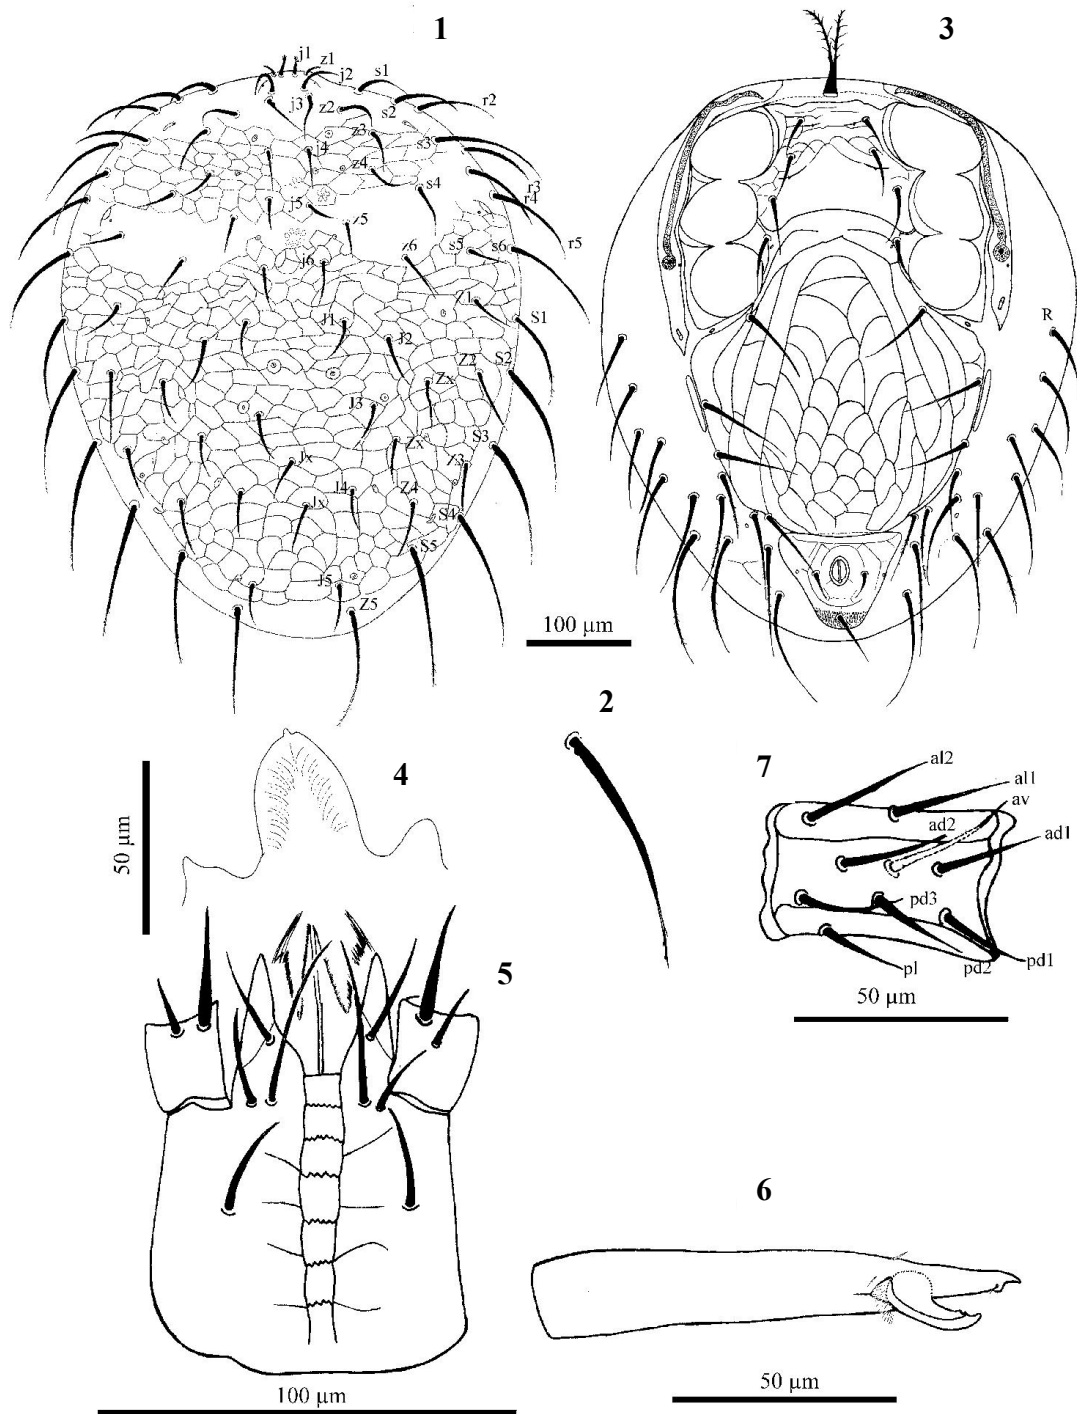 1
3
j1
z1
j2
s1
r2
j3
z2
s2
z3
s3
j4
z4
s4
r3
r4
j5
z5
r5
j6
z6
s5
s6
Z1
S1
R
J1
J2
Z2
S2
Zx
J3
Zx
S3
Z3
Jx
J4
Z4
Jx
S4
S5
J5
Z5
100 µm
2
4
7
al2
al1
av
ad2
ad1
50 µm
pd3
pl
pd2
pd1
5
50 µm
6
50 µm
100 µm